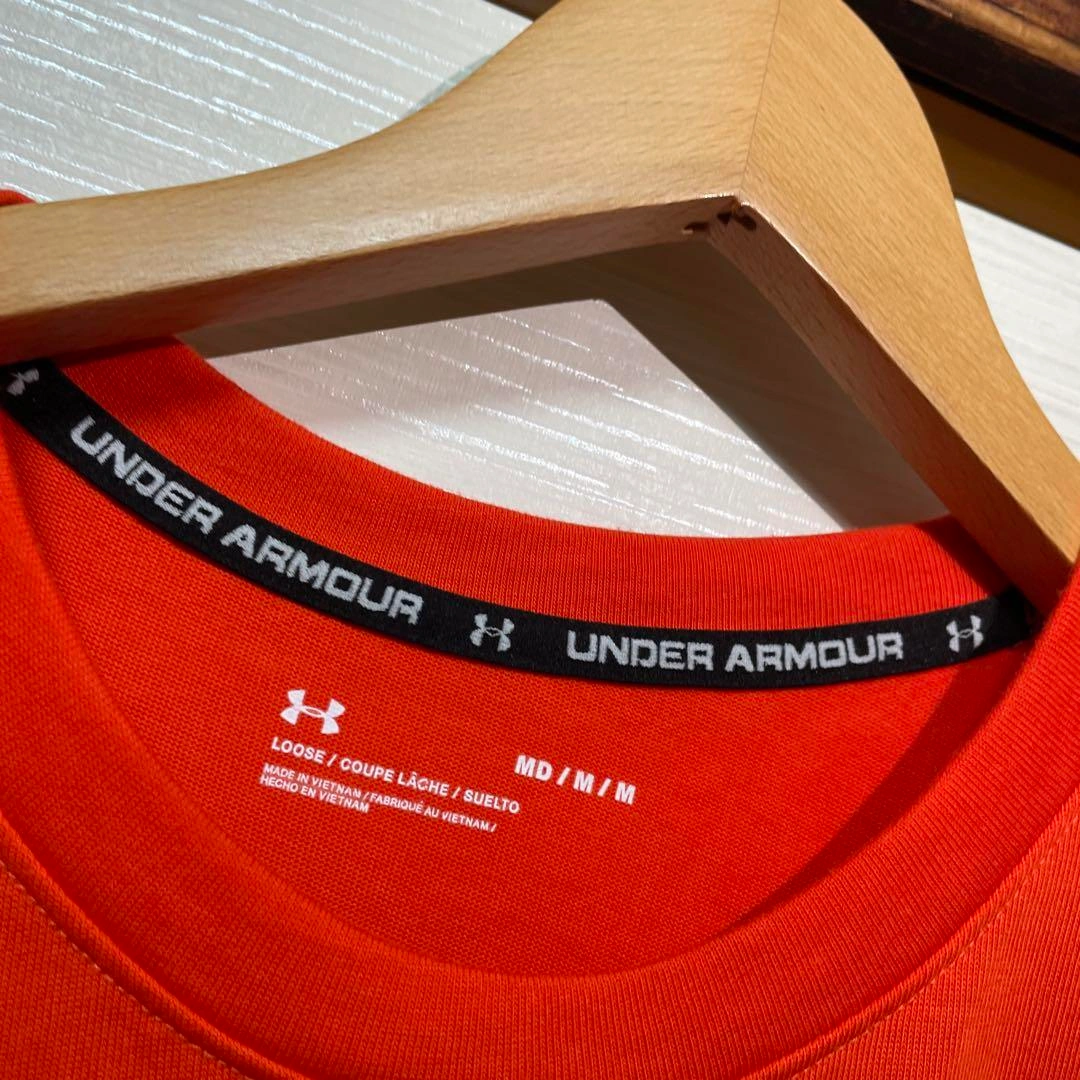 UNDER ARMOUR UNDER ARMOUR
LOOSE / COUPE LÂCHE / SUELTO
MD / M / M
MADE IN VIETNAM / FABRIQUÉ AU VIETNAM /
HECHO EN VIETNAM